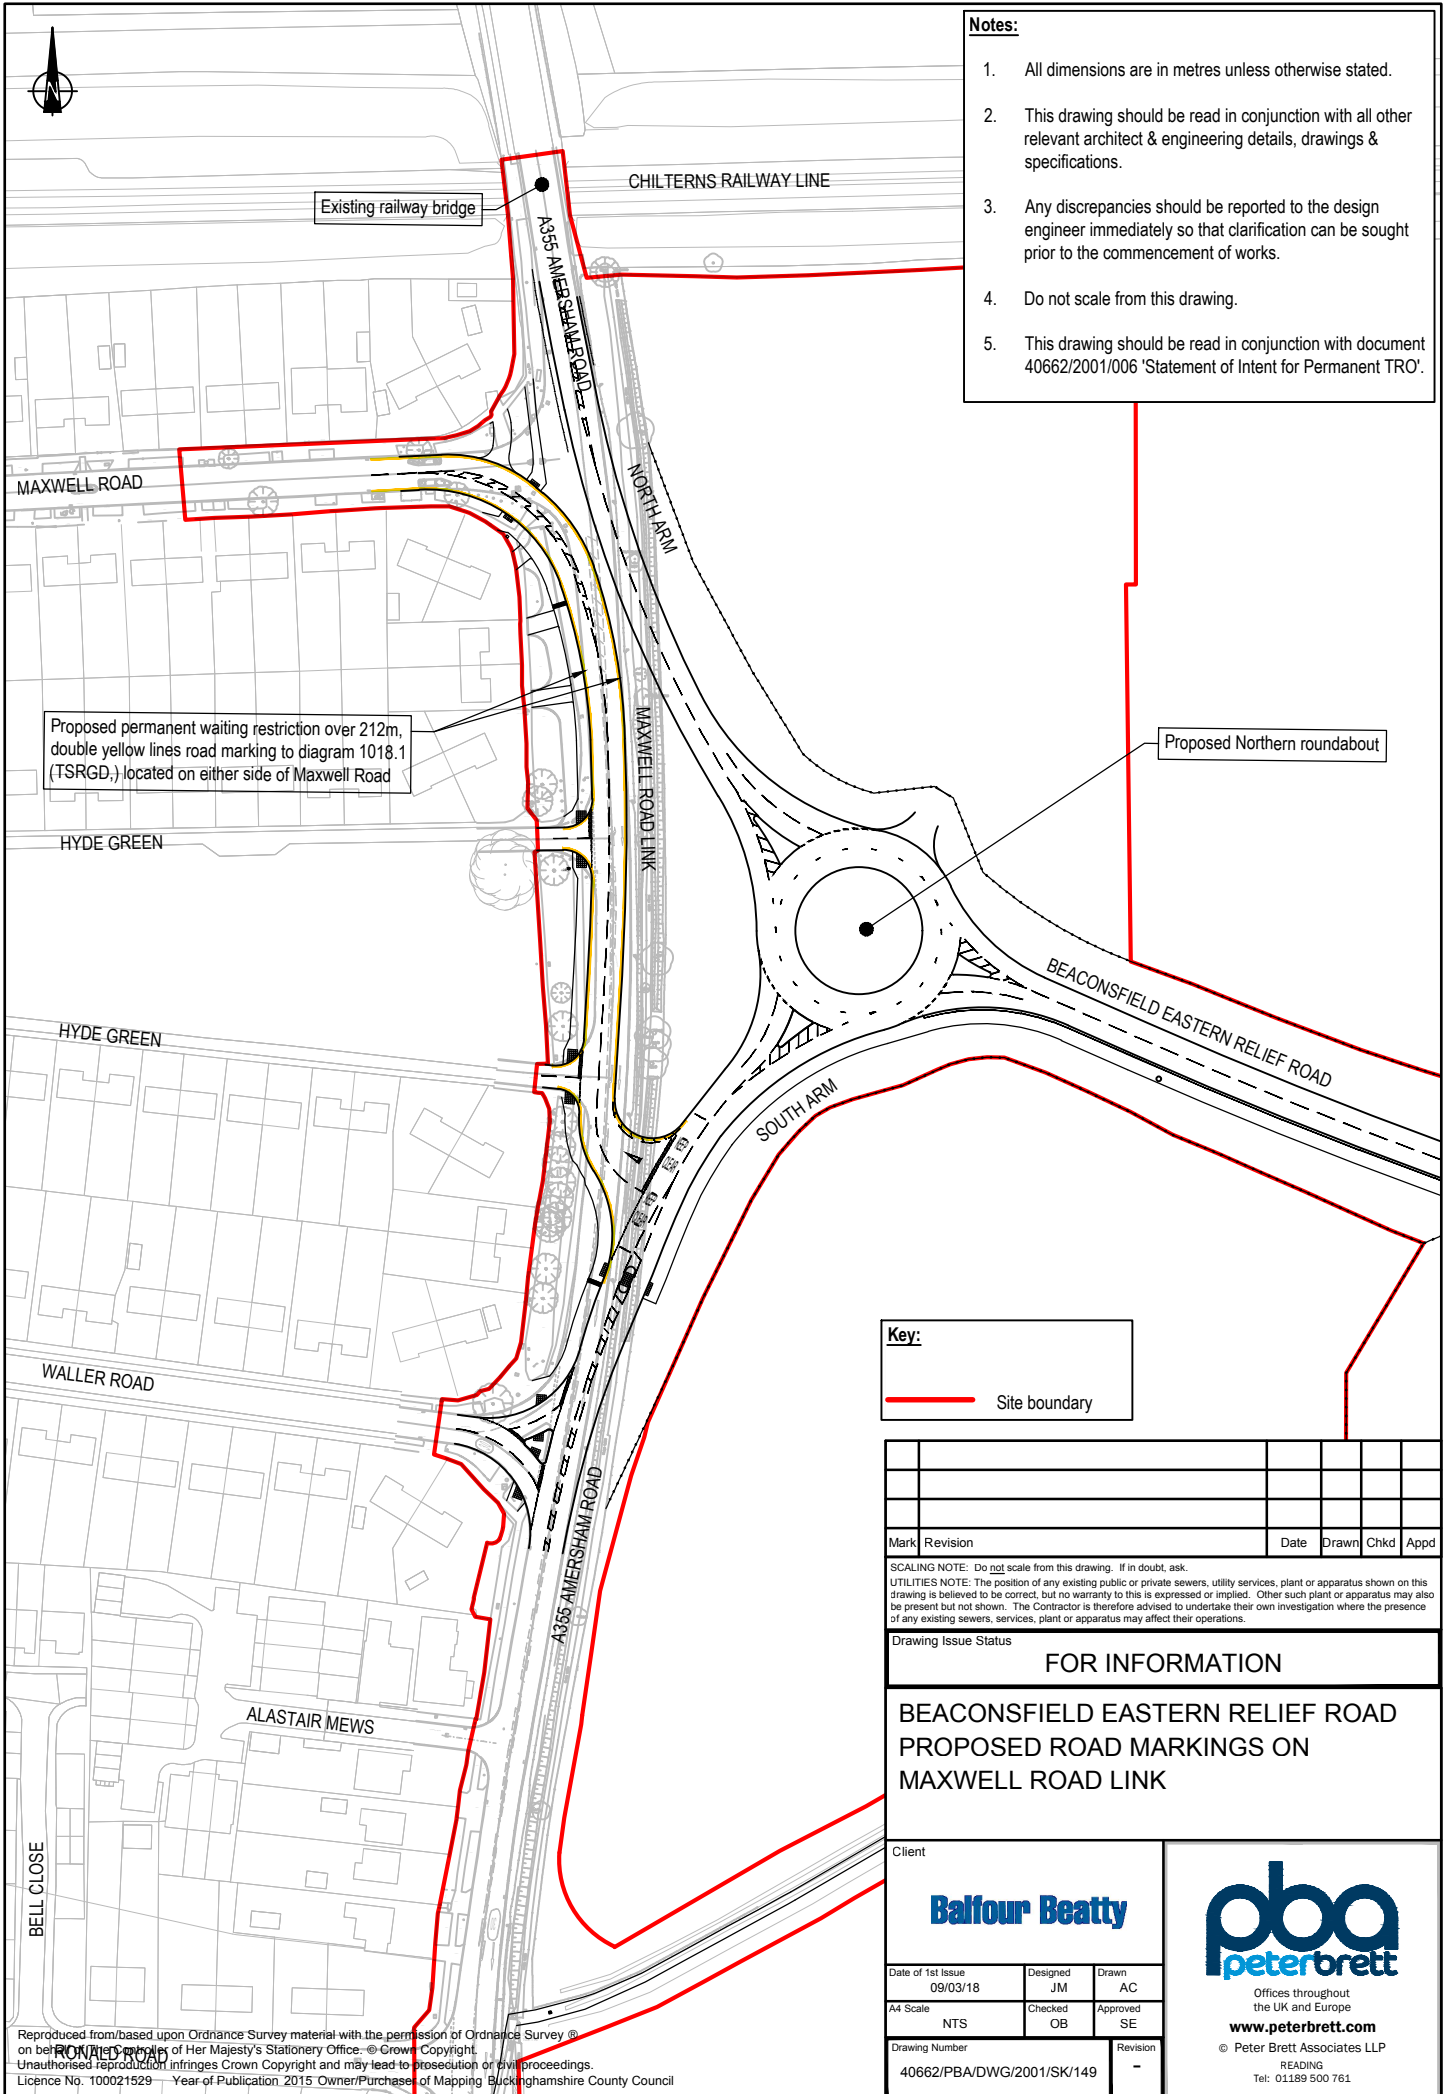 N
Notes:
1. All dimensions are in metres unless otherwise stated.
2. This drawing should be read in conjunction with all other
relevant architect & engineering details, drawings &
specifications.
3. Any discrepancies should be reported to the design
engineer immediately so that clarification can be sought
prior to the commencement of works.
4. Do not scale from this drawing.
5. This drawing should be read in conjunction with document
40662/2001/006 'Statement of Intent for Permanent TRO'.
CHILTERNS RAILWAY LINE
Existing railway bridge
A355 AMERSHAM ROAD
MAXWELL ROAD
NORTH ARM
Proposed permanent waiting restriction over 212m,
double yellow lines road marking to diagram 1018.1
(TSRGD,) located on either side of Maxwell Road
MAXWELL ROAD LINK
Proposed Northern roundabout
HYDE GREEN
BEACONSFIELD EASTERN RELIEF ROAD
HYDE GREEN
SOUTH ARM
WALLER ROAD
Key:
Site boundary
A355 AMERSHAM ROAD
ALASTAIR MEWS
BELL CLOSE
RONALD ROAD
Mark Revision Date Drawn Chkd Appd
SCALING NOTE: Do not scale from this drawing. If in doubt, ask.
UTILITIES NOTE: The position of any existing public or private sewers, utility services, plant or apparatus shown on this
drawing is believed to be correct, but no warranty to this is expressed or implied. Other such plant or apparatus may also
be present but not shown. The Contractor is therefore advised to undertake their own investigation where the presence
of any existing sewers, services, plant or apparatus may affect their operations.
Drawing Issue Status
FOR INFORMATION
BEACONSFIELD EASTERN RELIEF ROAD
PROPOSED ROAD MARKINGS ON
MAXWELL ROAD LINK
Client
Balfour Beatty
pba
peterbrett
Offices throughout
the UK and Europe
www.peterbrett.com
© Peter Brett Associates LLP
READING
Tel: 01189 500 761
Date of 1st Issue Designed Drawn
09/03/18 JM AC
A4 Scale Checked Approved
NTS OB SE
Drawing Number Revision
40662/PBA/DWG/2001/SK/149 -
Reproduced from/based upon Ordnance Survey material with the permission of Ordnance Survey ®
on behalf of The Controller of Her Majesty's Stationery Office. © Crown Copyright.
Unauthorised reproduction infringes Crown Copyright and may lead to prosecution or civil proceedings.
Licence No. 100021529 Year of Publication 2015 Owner/Purchaser of Mapping Buckinghamshire County Council